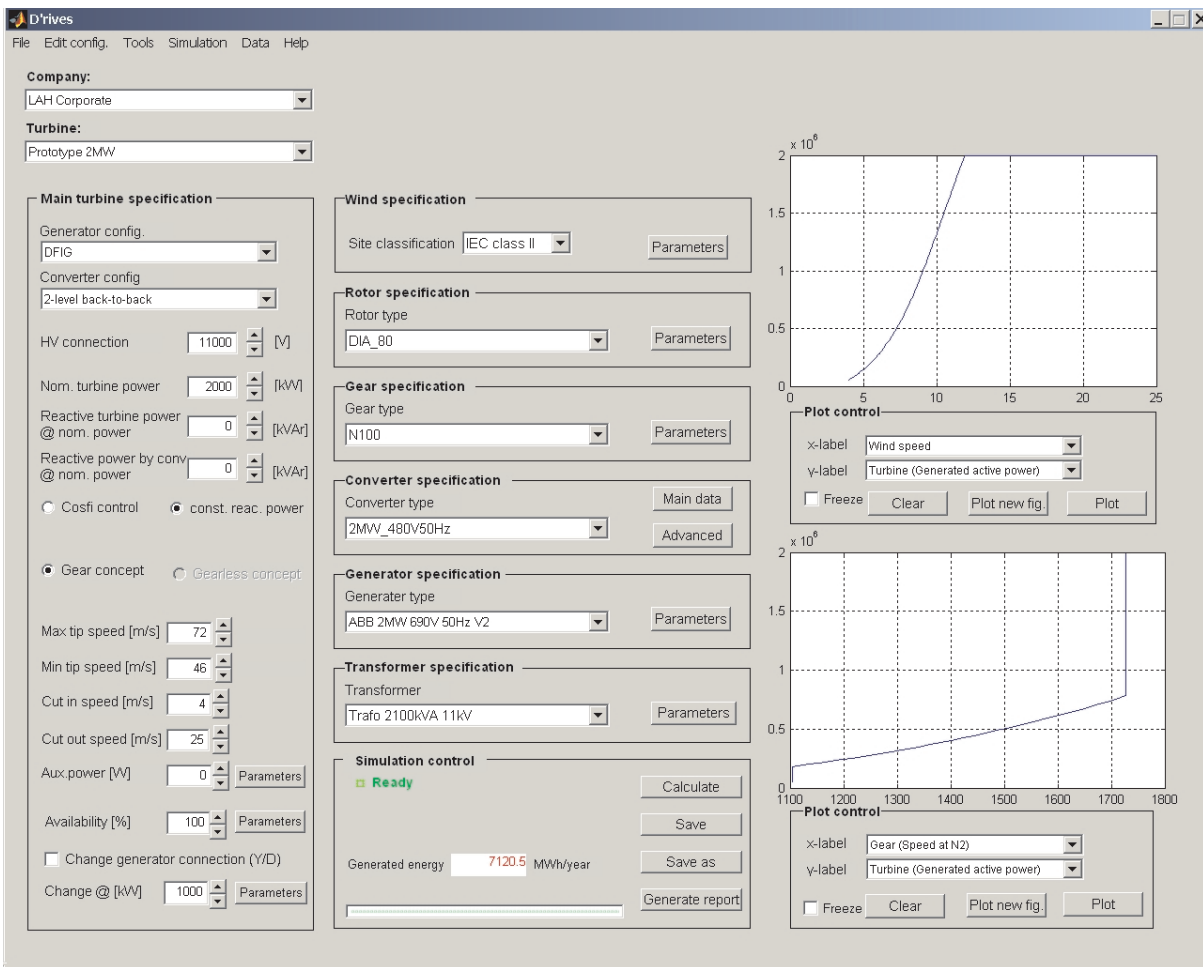 D'rives
File Edit config. Tools Simulation Data Help
Company:
LAH Corporate
Turbine:
Prototype 2MW
Main turbine specification
Generator config.
DFIG
Converter config
2-level back-to-back
HV connection 11000 [V]
Nom. turbine power 2000 [kW]
Reactive turbine power
@ nom. power 0 [kVAr]
Reactive power by conv
@ nom. power 0 [kVAr]
Cosfi control const. reac. power
Gear concept Gearless concept
Max tip speed [m/s] 72
Min tip speed [m/s] 46
Cut in speed [m/s] 4
Cut out speed [m/s] 25
Aux.power [W] 0 Parameters
Availability [%] 100 Parameters
Change generator connection (Y/D)
Change @ [kW] 1000 Parameters
Wind specification
Site classification IEC class II Parameters
Rotor specification
Rotor type
DIA_80 Parameters
Gear specification
Gear type
N100 Parameters
Converter specification
Converter type Main data
2MW_480V50Hz Advanced
Generator specification
Generater type
ABB 2MW 690V 50Hz V2 Parameters
Transformer specification
Transformer
Trafo 2100kVA 11kV Parameters
Simulation control
Ready
Calculate
Save
Generated energy 7120.5 MWh/year Save as
Generate report
x 10^6
2
1.5
1
0.5
0
0 5 10 15 20 25
Plot control
x-label Wind speed
y-label Turbine (Generated active power)
Freeze Clear Plot new fig. Plot
x 10^6
2
1.5
1
0.5
0
1100 1200 1300 1400 1500 1600 1700 1800
Plot control
x-label Gear (Speed at N2)
y-label Turbine (Generated active power)
Freeze Clear Plot new fig. Plot